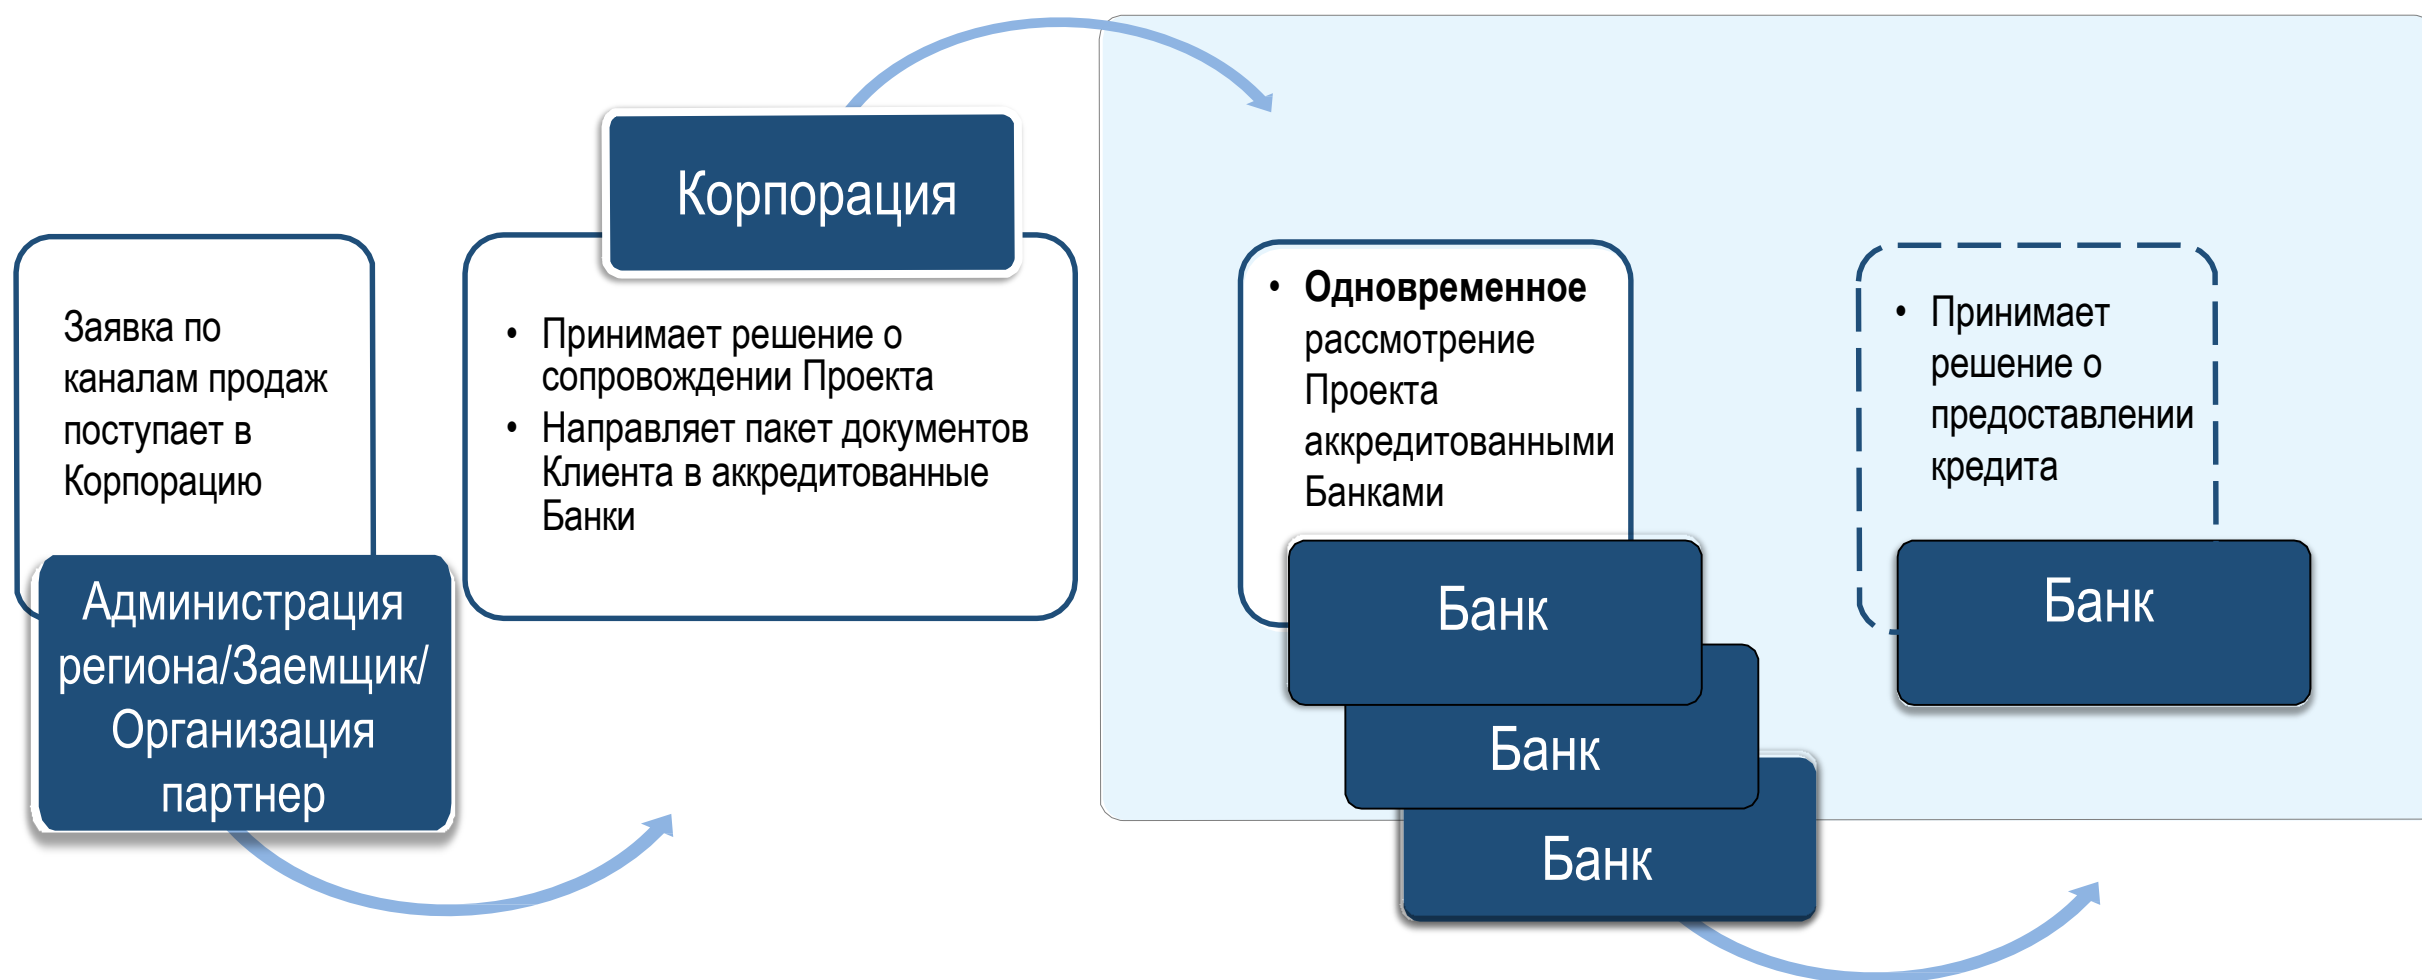 Заявка по
каналам продаж
поступает в
Корпорацию
Администрация
региона/Заемщик/
Организация
партнер
Корпорация
• Принимает решение о
сопровождении Проекта
• Направляет пакет документов
Клиента в аккредитованные
Банки
• Одновременное
рассмотрение
Проекта
аккредитованными
Банками
Банк
Банк
Банк
• Принимает
решение о
предоставлении
кредита
Банк